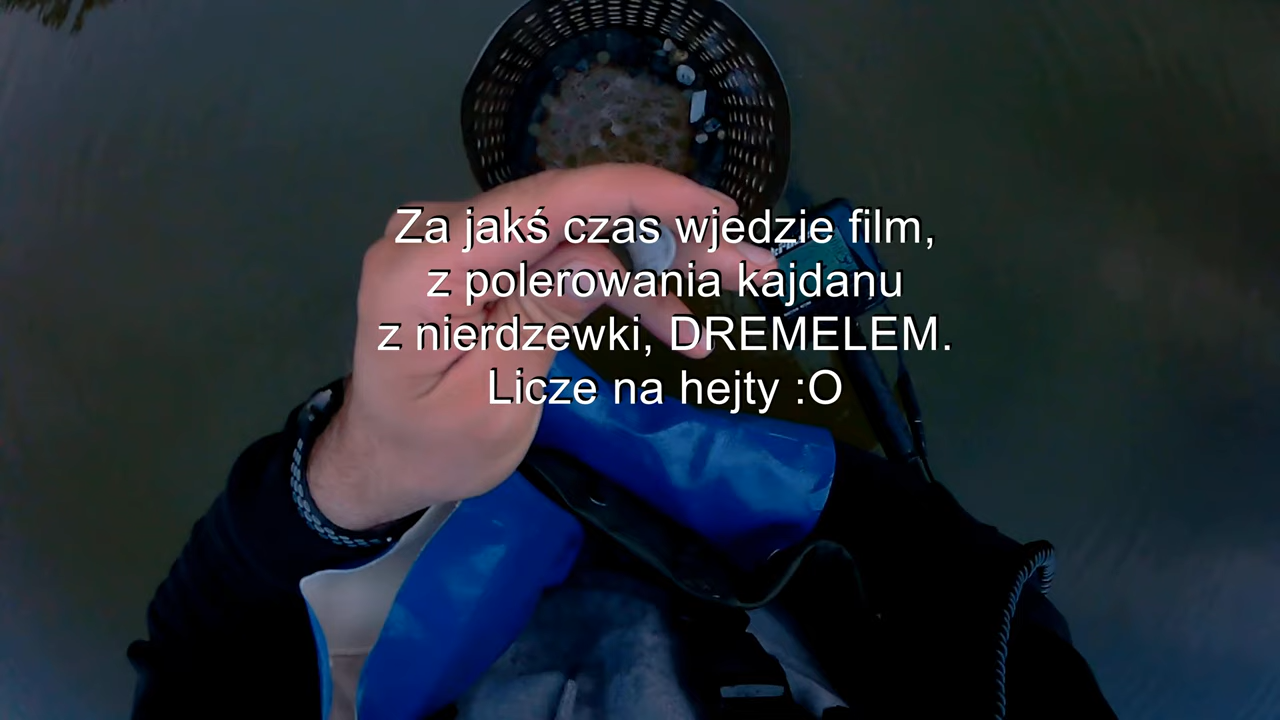 Za jakś czas wjedzie film,
z polerowania kajdanu
z nierdzewki, DREMELEM.
Licze na hejty :O